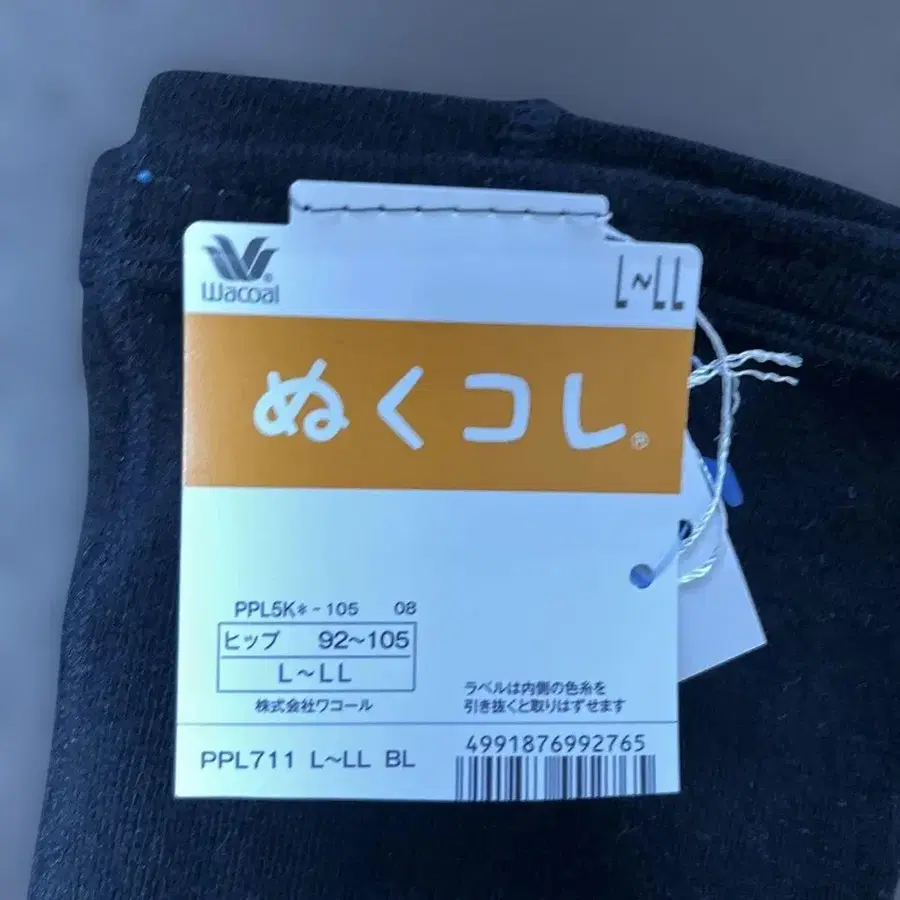 Wacoal®
L~LL
ぬくコレ®
PPL5K*-105 08
ヒップ 92~105
L~LL
株式会社ワコール
ラベルは内側の色糸を
引き抜くと取りはずせます
PPL711 L~LL BL
4991876992765